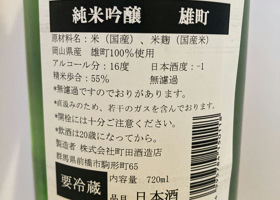 純米吟醸　雄町
原材料名：米（国産）、米麹（国産米）
岡山県産　雄町100％使用
アルコール分：16度　日本酒度：-1
精米歩合：55％　無濾過
*無濾過ですのでおりがあります。
*直汲みのため、若干のガスを含んでおります。
*開栓には十分ご注意ください。
*飲酒は20歳になってから。
製造者　株式会社町田酒造店
群馬県前橋市駒形町65
要冷蔵
内容量　720ml
品目　日本酒